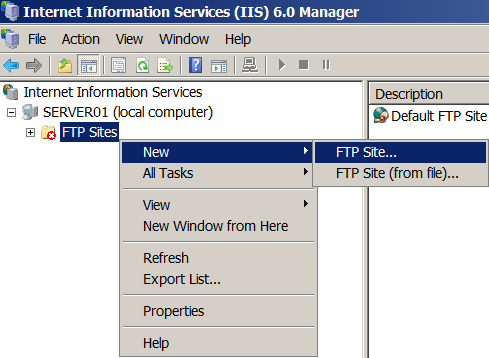 Internet Information Services (IIS) 6.0 Manager
File Action View Window Help
Internet Information Services
SERVER01 (local computer)
FTP Sites
Description
Default FTP Site
New
All Tasks
View
New Window from Here
Refresh
Export List...
Properties
Help
FTP Site...
FTP Site (from file)...